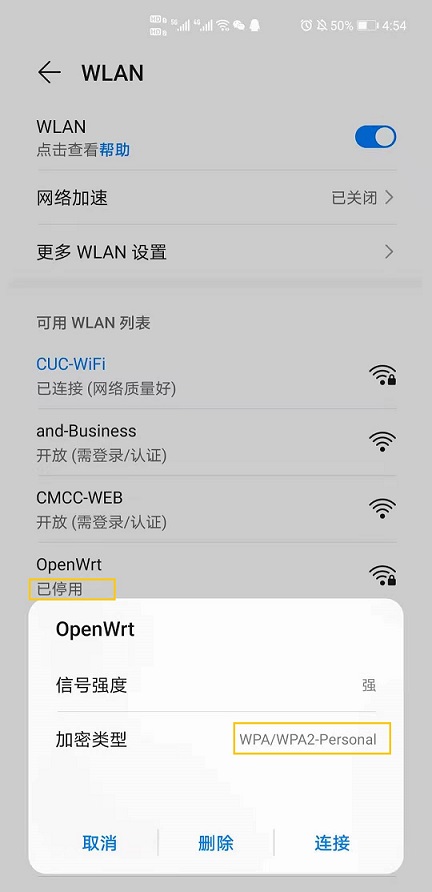 HD HD 5G 4G 50% 4:54
WLAN
WLAN
点击查看帮助
网络加速 已关闭
更多 WLAN 设置
可用 WLAN 列表
CUC-WiFi
已连接 (网络质量好)
and-Business
开放 (需登录/认证)
CMCC-WEB
开放 (需登录/认证)
OpenWrt
已停用
OpenWrt
信号强度 强
加密类型 WPA/WPA2-Personal
取消 删除 连接